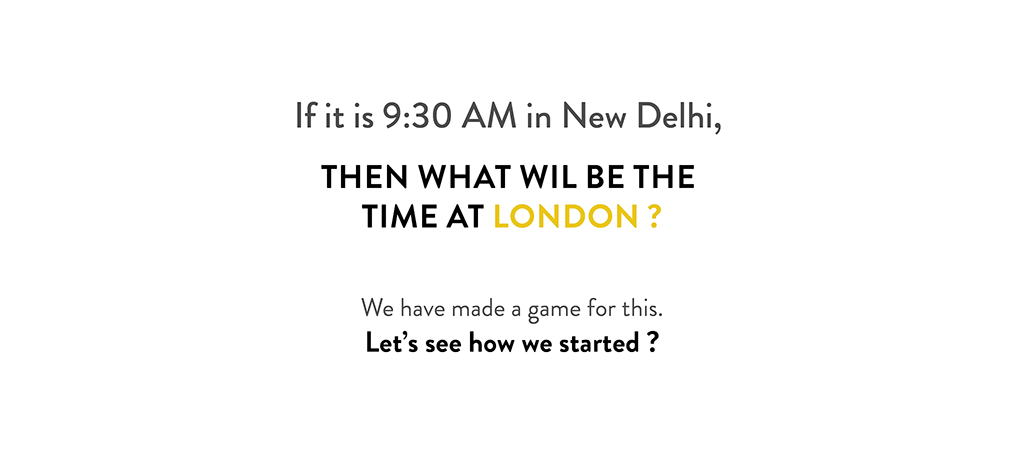 If it is 9:30 AM in New Delhi,
THEN WHAT WIL BE THE
TIME AT LONDON ?
We have made a game for this.
Let's see how we started ?